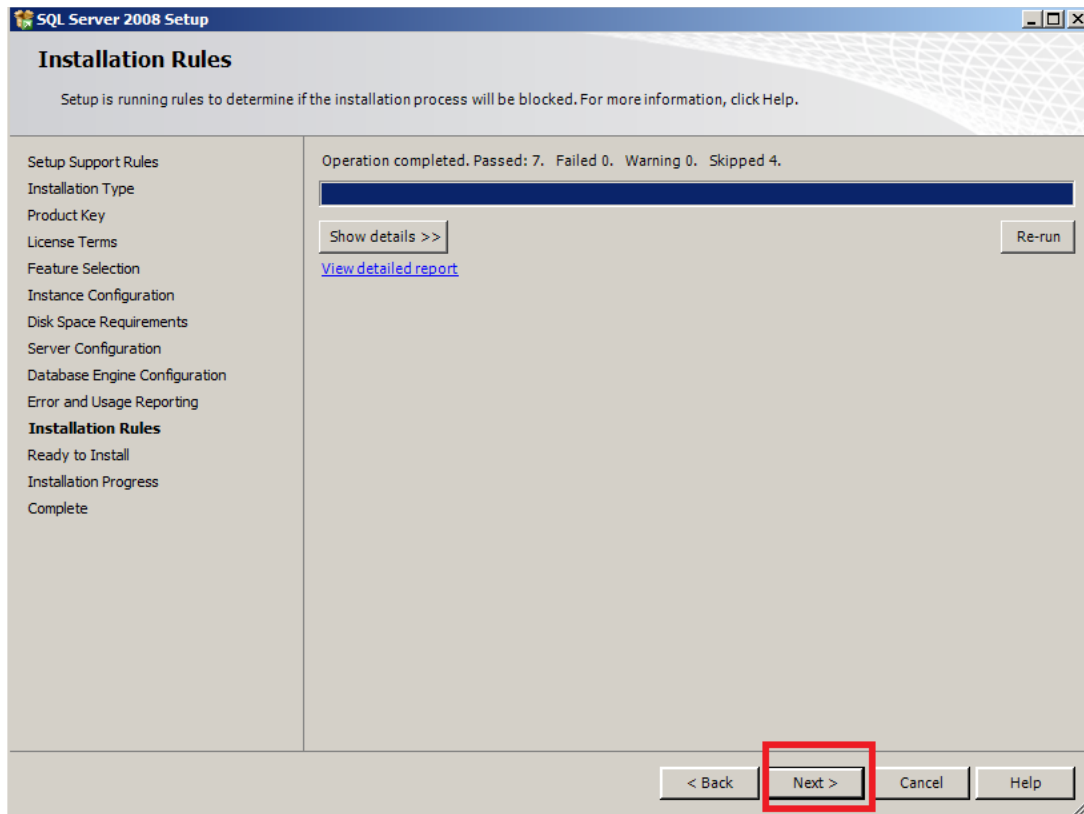 SQL Server 2008 Setup
Installation Rules
Setup is running rules to determine if the installation process will be blocked. For more information, click Help.
Setup Support Rules
Installation Type
Product Key
License Terms
Feature Selection
Instance Configuration
Disk Space Requirements
Server Configuration
Database Engine Configuration
Error and Usage Reporting
Installation Rules
Ready to Install
Installation Progress
Complete
Operation completed. Passed: 7. Failed 0. Warning 0. Skipped 4.
Show details >>
Re-run
View detailed report
< Back
Next >
Cancel
Help